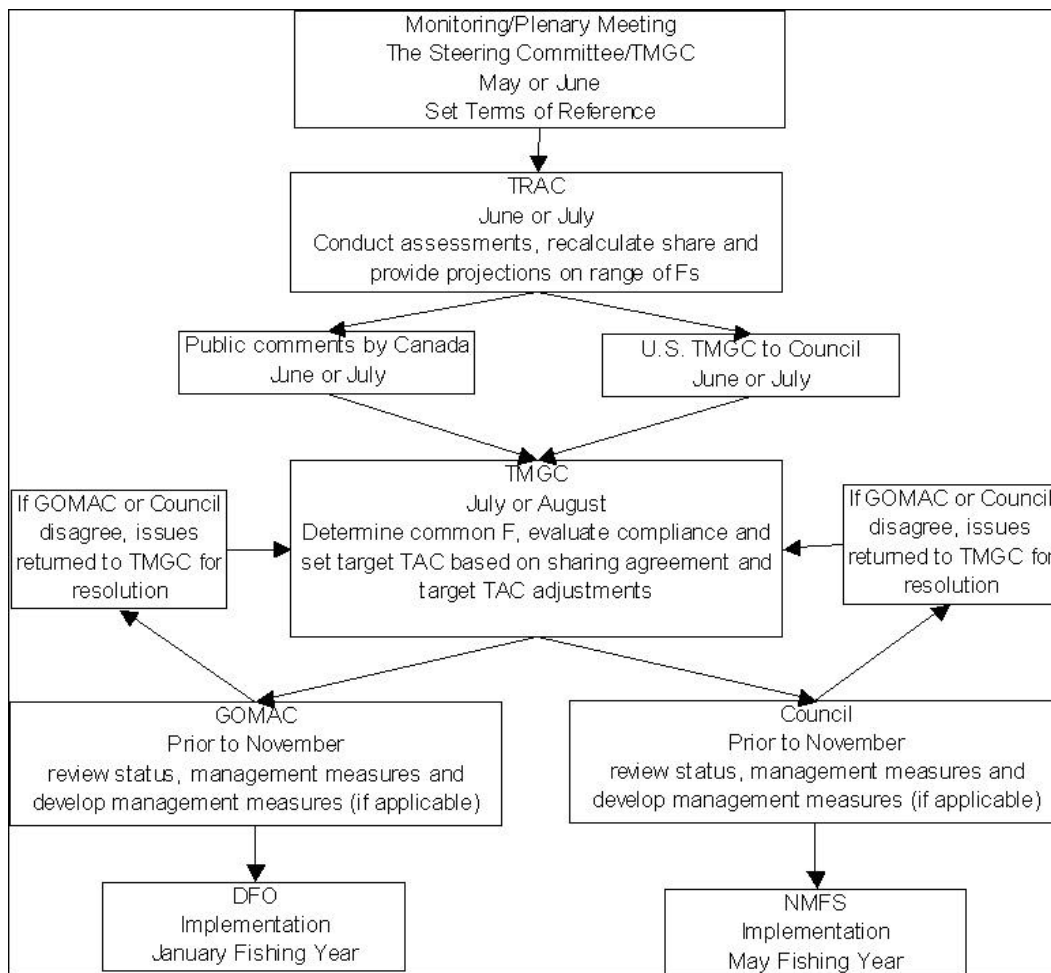 Monitoring/Plenary Meeting
The Steering Committee/TMGC
May or June
Set Terms of Reference
TRAC
June or July
Conduct assessments, recalculate share and
provide projections on range of Fs
Public comments by Canada
June or July
U.S. TMGC to Council
June or July
TMGC
July or August
Determine common F, evaluate compliance and
set target TAC based on sharing agreement and
target TAC adjustments
If GOMAC or Council
disagree, issues
returned to TMGC for
resolution
If GOMAC or Council
disagree, issues
returned to TMGC for
resolution
GOMAC
Prior to November
review status, management measures and
develop management measures (if applicable)
Council
Prior to November
review status, management measures and
develop management measures (if applicable)
DFO
Implementation
January Fishing Year
NMFS
Implementation
May Fishing Year